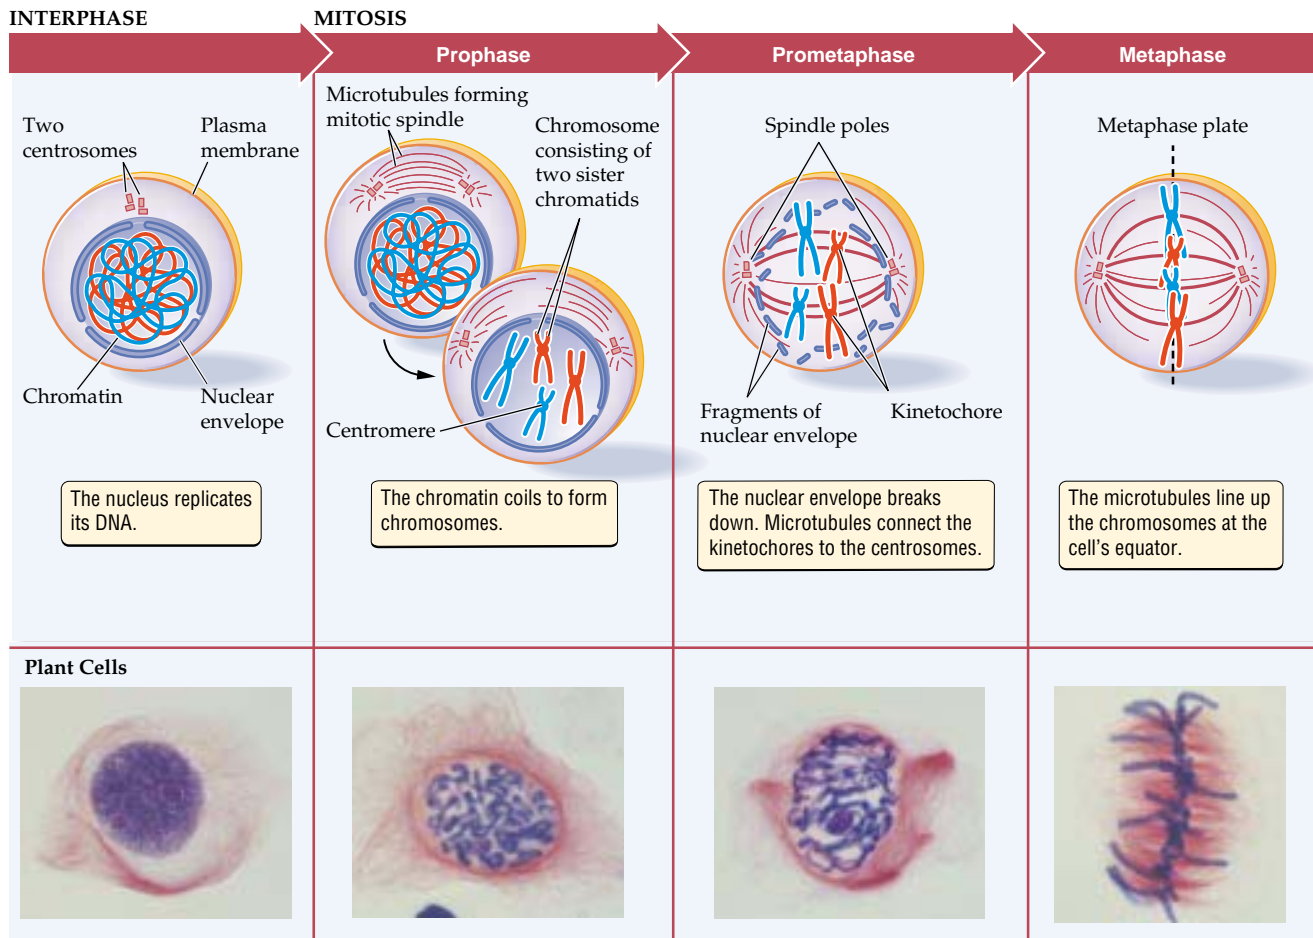 INTERPHASE
MITOSIS
Prophase
Prometaphase
Metaphase
Two
centrosomes
Plasma
membrane
Chromatin
Nuclear
envelope
The nucleus replicates
its DNA.
Microtubules forming
mitotic spindle
Chromosome
consisting of
two sister
chromatids
Centromere
The chromatin coils to form
chromosomes.
Spindle poles
Fragments of
nuclear envelope
Kinetochore
The nuclear envelope breaks
down. Microtubules connect the
kinetochores to the centrosomes.
Metaphase plate
The microtubules line up
the chromosomes at the
cell's equator.
Plant Cells